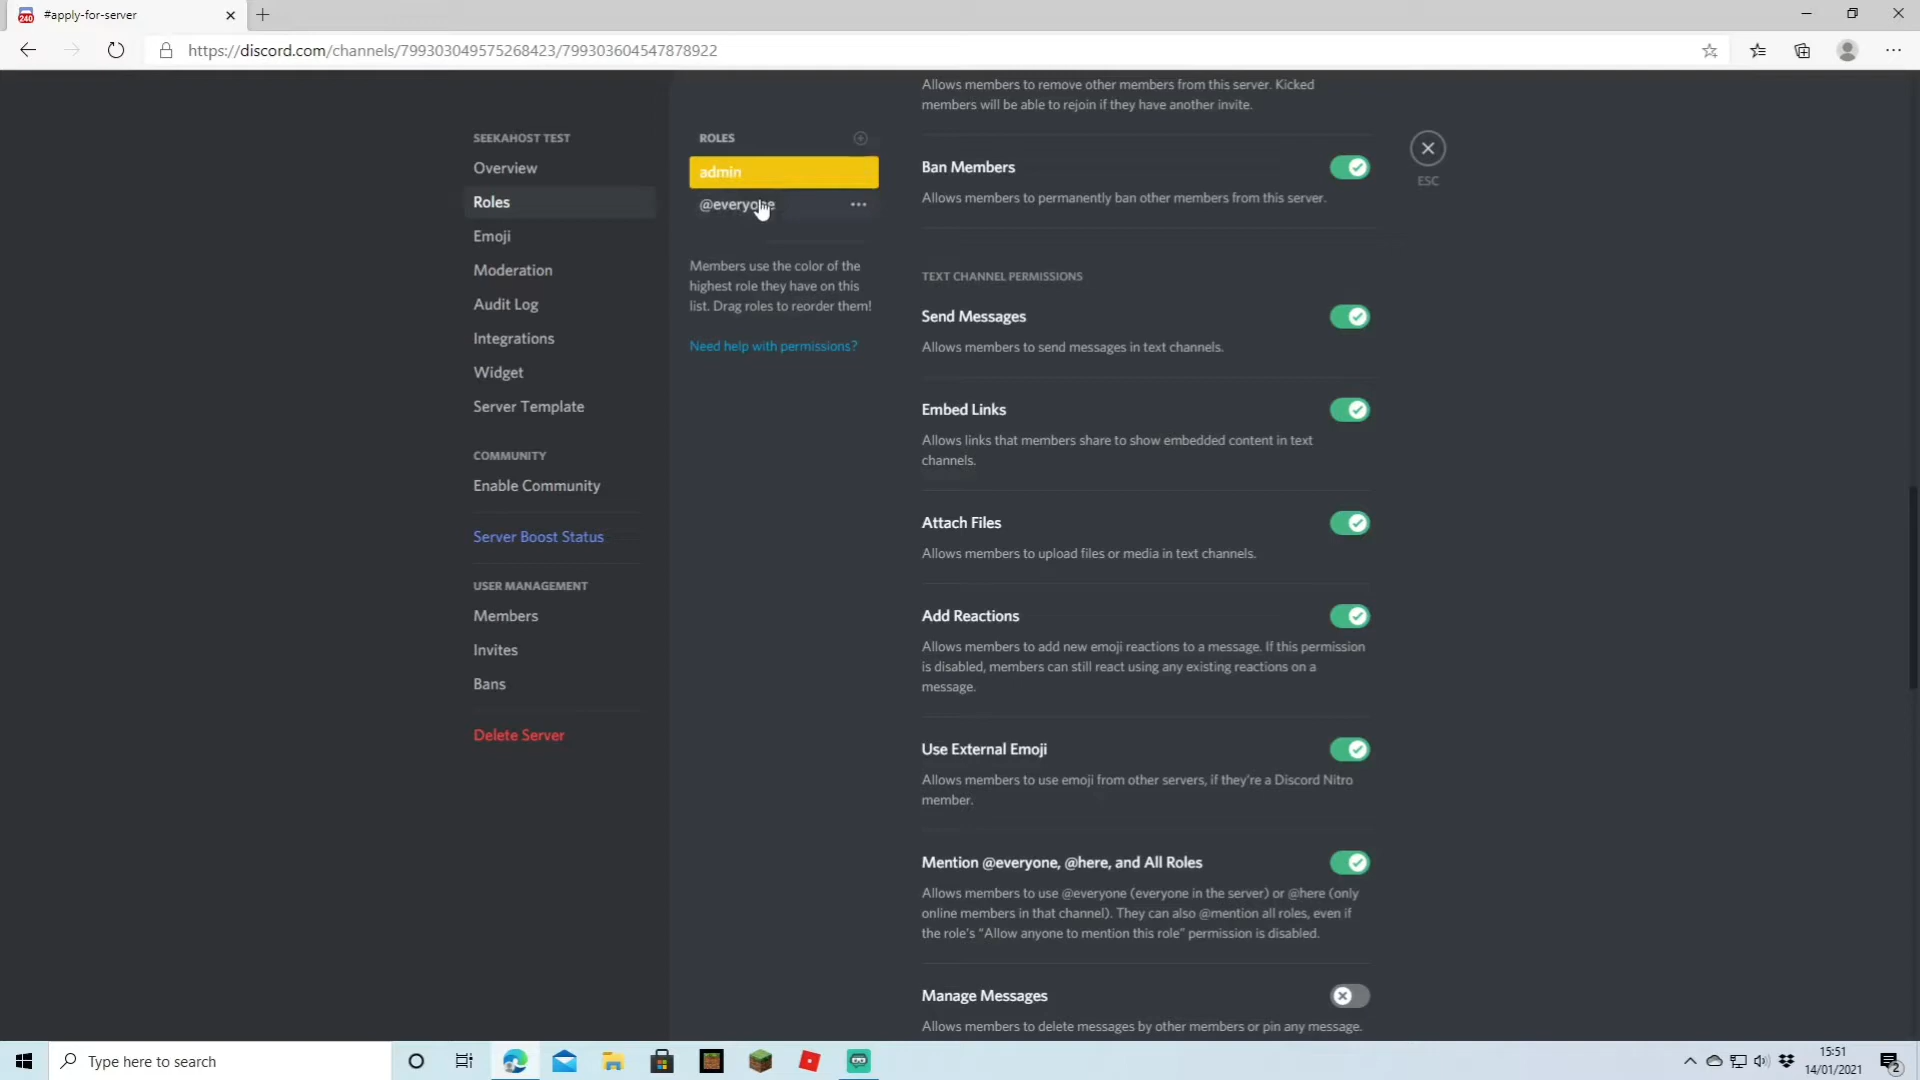 #apply-for-server
https://discord.com/channels/799303049575268423/799303604547878922
SEEKAHOST TEST
Overview
Roles
Emoji
Moderation
Audit Log
Integrations
Widget
Server Template
COMMUNITY
Enable Community
Server Boost Status
USER MANAGEMENT
Members
Invites
Bans
Delete Server
ROLES
admin
@everyone
Members use the color of the
highest role they have on this
list. Drag roles to reorder them!
Need help with permissions?
Allows members to remove other members from this server. Kicked
members will be able to rejoin if they have another invite.
Ban Members
Allows members to permanently ban other members from this server.
TEXT CHANNEL PERMISSIONS
Send Messages
Allows members to send messages in text channels.
Embed Links
Allows links that members share to show embedded content in text
channels.
Attach Files
Allows members to upload files or media in text channels.
Add Reactions
Allows members to add new emoji reactions to a message. If this permission
is disabled, members can still react using any existing reactions on a
message.
Use External Emoji
Allows members to use emoji from other servers, if they're a Discord Nitro
member.
Mention @everyone, @here, and All Roles
Allows members to use @everyone (everyone in the server) or @here (only
online members in that channel). They can also @mention all roles, even if
the role's "Allow anyone to mention this role" permission is disabled.
Manage Messages
Allows members to delete messages by other members or pin any message.
ESC
Type here to search
15:51
14/01/2021
2